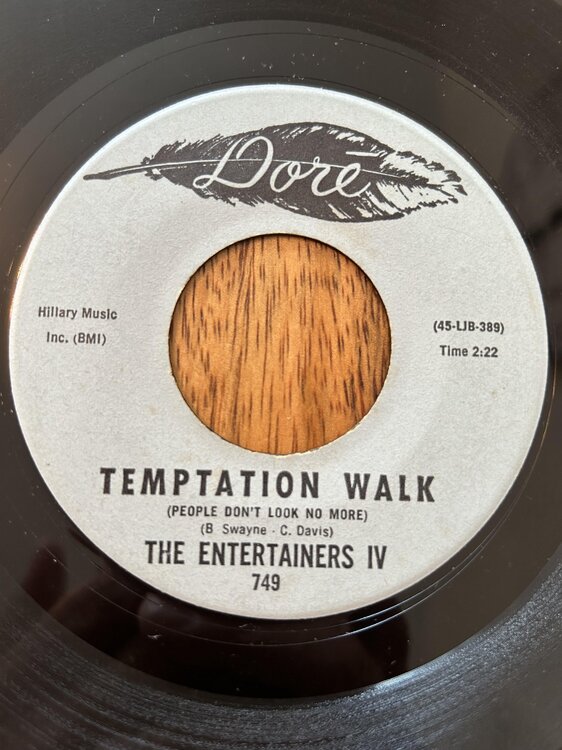 Doré
Hillary Music
Inc. (BMI)
(45-LJB-389)
Time 2:22
TEMPTATION WALK
(PEOPLE DON'T LOOK NO MORE)
(B Swayne - C. Davis)
THE ENTERTAINERS IV
749